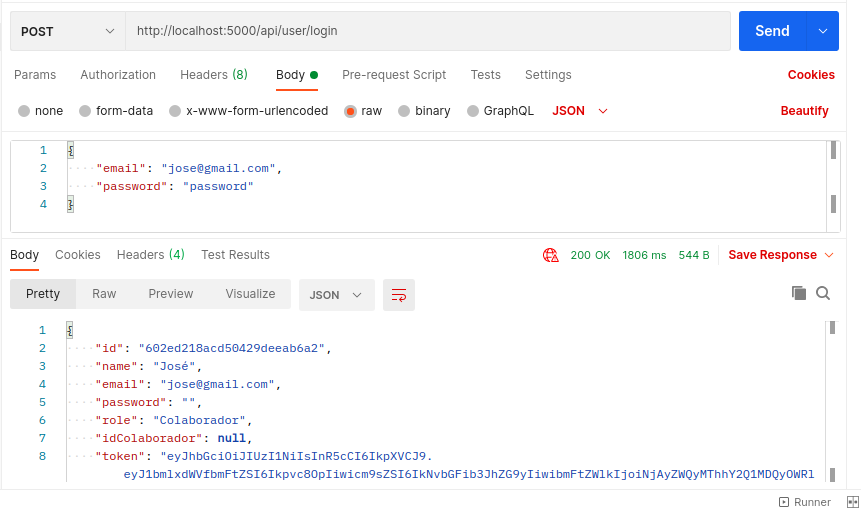 POST http://localhost:5000/api/user/login Send
Params Authorization Headers (8) Body Pre-request Script Tests Settings Cookies
none form-data x-www-form-urlencoded raw binary GraphQL JSON Beautify
1 {
2 "email": "jose@gmail.com",
3 "password": "password"
4 }
Body Cookies Headers (4) Test Results 200 OK 1806 ms 544 B Save Response
Pretty Raw Preview Visualize JSON
1 {
2 "id": "602ed218acd50429deeab6a2",
3 "name": "José",
4 "email": "jose@gmail.com",
5 "password": "",
6 "role": "Colaborador",
7 "idColaborador": null,
8 "token": "eyJhbGciOiJIUzI1NiIsInR5cCI6IkpXVCJ9.
eyJ1bmlxdWVfbmFtZSI6Ikpvc8OpIiwicm9sZSI6IkNvbGFib3JhZG9yIiwibmFtZWlkIjoiNjAyZWQyMThhY2Q1MDQyOWRl
Runner